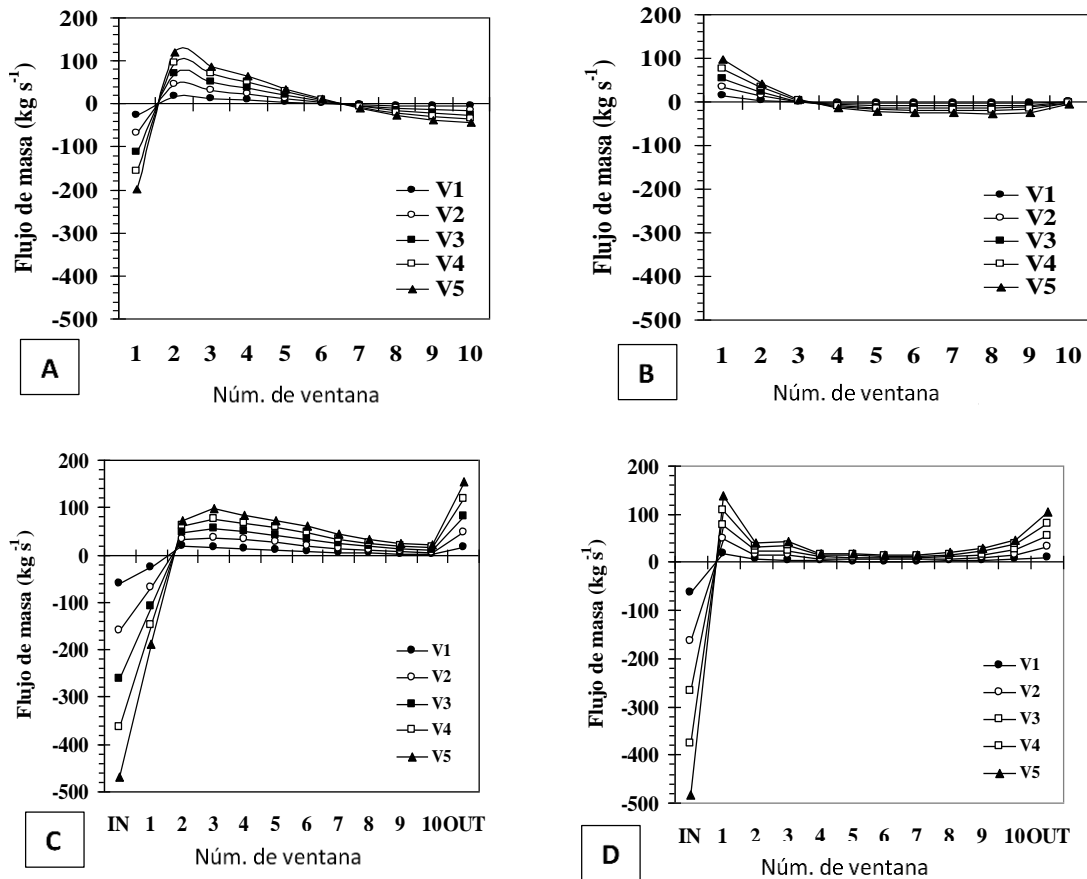 200
100
0
-100
-200
-300
-400
-500
Flujo de masa (kg s-1)
V1
V2
V3
V4
V5
1 2 3 4 5 6 7 8 9 10
Núm. de ventana
A
200
100
0
-100
-200
-300
-400
-500
Flujo de masa (kg s-1)
V1
V2
V3
V4
V5
1 2 3 4 5 6 7 8 9 10
Núm. de ventana
B
200
100
0
-100
-200
-300
-400
-500
Flujo de masa (kg s-1)
V1
V2
V3
V4
V5
IN 1 2 3 4 5 6 7 8 9 10OUT
Núm. de ventana
C
200
100
0
-100
-200
-300
-400
-500
Flujo de masa (kg s-1)
V1
V2
V3
V4
V5
IN 1 2 3 4 5 6 7 8 9 10OUT
Núm. de ventana
D